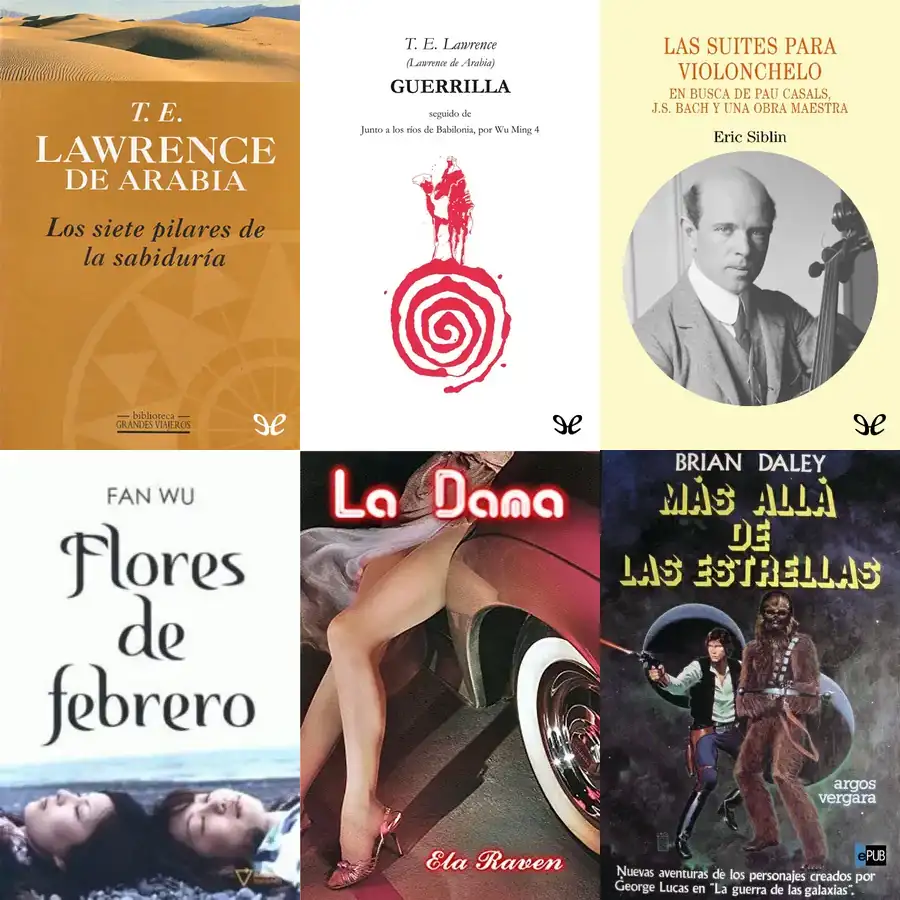 T. E.
LAWRENCE
DE ARABIA
Los siete pilares de
la sabiduría
biblioteca
GRANDES VIAJEROS
T. E. Lawrence
(Lawrence de Arabia)
GUERRILLA
seguido de
Junto a los ríos de Babilonia, por Wu Ming 4
LAS SUITES PARA
VIOLONCHELO
EN BUSCA DE PAU CASALS,
J.S. BACH Y UNA OBRA MAESTRA
Eric Siblin
FAN WU
Flores
de
febrero
La Dama
Ela Raven
BRIAN DALEY
MÁS ALLÁ
DE
LAS ESTRELLAS
argos
vergara
ePUB
Nuevas aventuras de los personajes creados por
George Lucas en "La guerra de las galaxias".